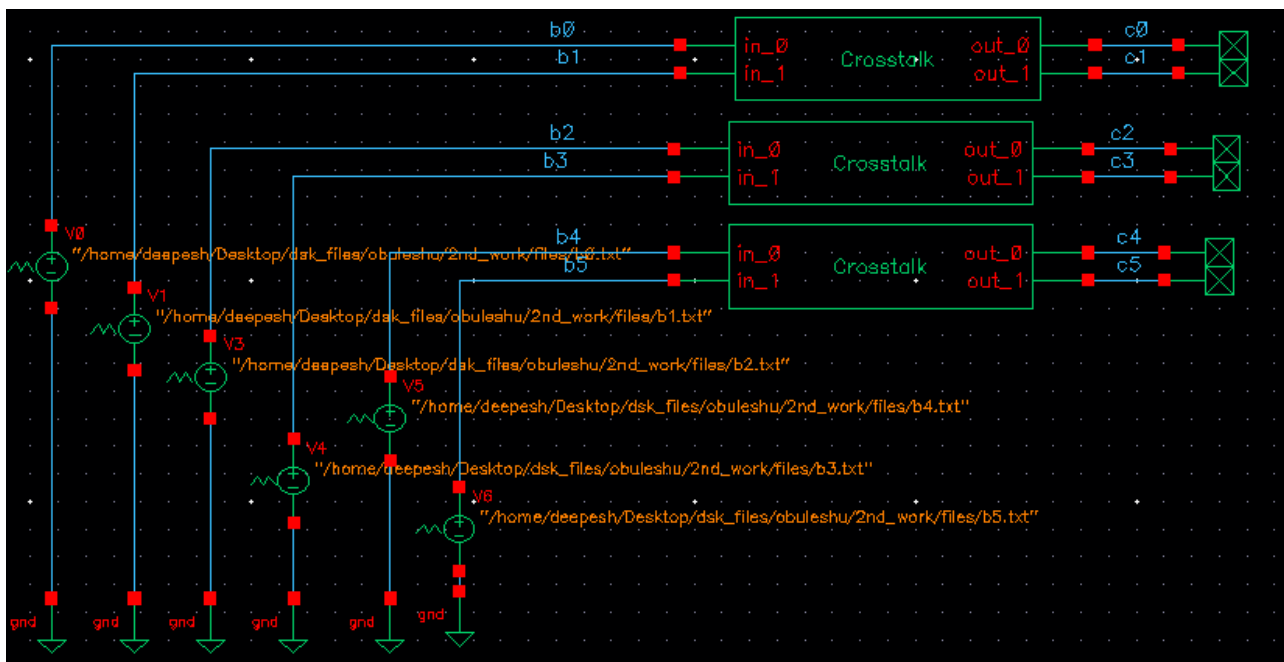 b0
in_0 Crosstalk out_0 c0
b1
in_1 out_1 c1
b2
in_0 Crosstalk out_0 c2
b3
in_1 out_1 c3
b4
in_0 Crosstalk out_0 c4
b5
in_1 out_1 c5
V0
"/home/deepesh/Desktop/dsk_files/obuleshu/2nd_work/files/b0.txt"
V1
"/home/deepesh/Desktop/dsk_files/obuleshu/2nd_work/files/b1.txt"
V3
"/home/deepesh/Desktop/dsk_files/obuleshu/2nd_work/files/b2.txt"
V5
"/home/deepesh/Desktop/dsk_files/obuleshu/2nd_work/files/b4.txt"
V4
"/home/deepesh/Desktop/dsk_files/obuleshu/2nd_work/files/b3.txt"
V6
"/home/deepesh/Desktop/dsk_files/obuleshu/2nd_work/files/b5.txt"
gnd gnd gnd gnd gnd gnd